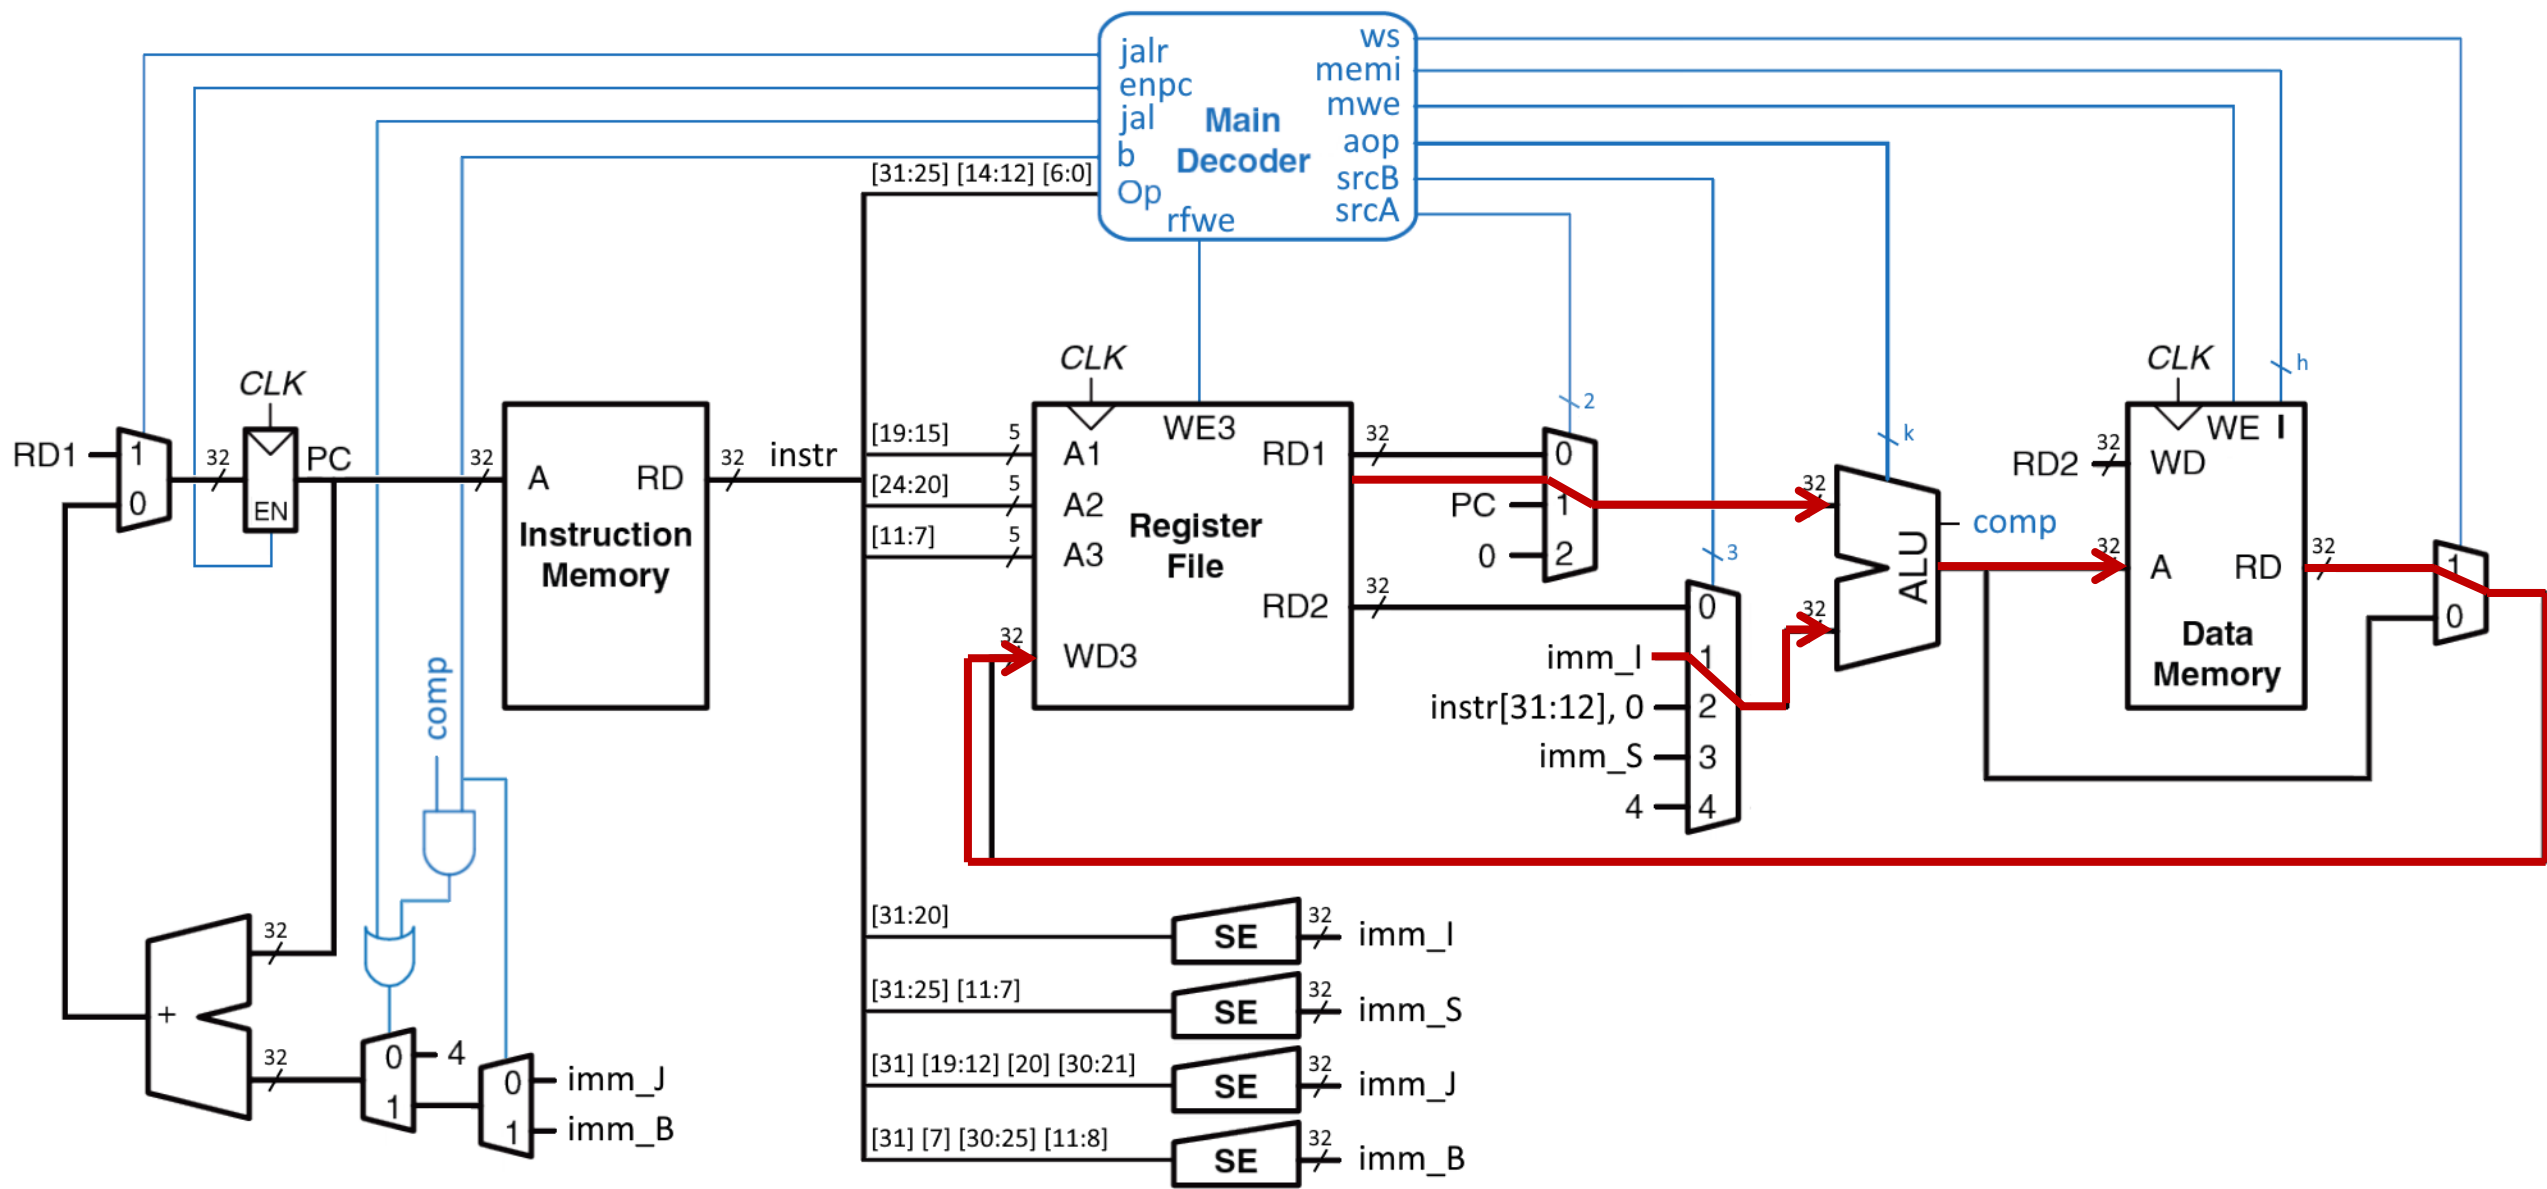 jalr
enpc
jal
b
Op
rfwe
Main
Decoder
ws
memi
mwe
aop
srcB
srcA
[31:25] [14:12] [6:0]
RD1
1
0
32
CLK
EN
PC
32
A
RD
Instruction
Memory
32
instr
[19:15]
5
[24:20]
5
[11:7]
5
CLK
WE3
A1
A2
A3
WD3
32
RD1
RD2
Register
File
32
32
2
0
PC
1
0
2
3
0
imm_I
1
instr[31:12], 0
2
imm_S
3
4
4
32
32
k
ALU
comp
CLK
h
WE I
RD2
32
WD
32
A
RD
Data
Memory
32
1
0
comp
32
+
32
0
4
1
0
imm_J
1
imm_B
[31:20]
SE
32
imm_I
[31:25] [11:7]
SE
32
imm_S
[31] [19:12] [20] [30:21]
SE
32
imm_J
[31] [7] [30:25] [11:8]
SE
32
imm_B